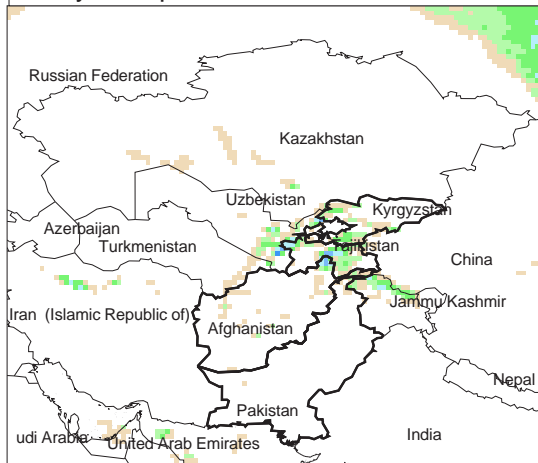 Russian Federation
Kazakhstan
Uzbekistan
Kyrgyzstan
Azerbaijan
Turkmenistan
Tajikistan
China
Iran (Islamic Republic of)
Jammu/Kashmir
Afghanistan
Nepal
Pakistan
udi Arabia
United Arab Emirates
India